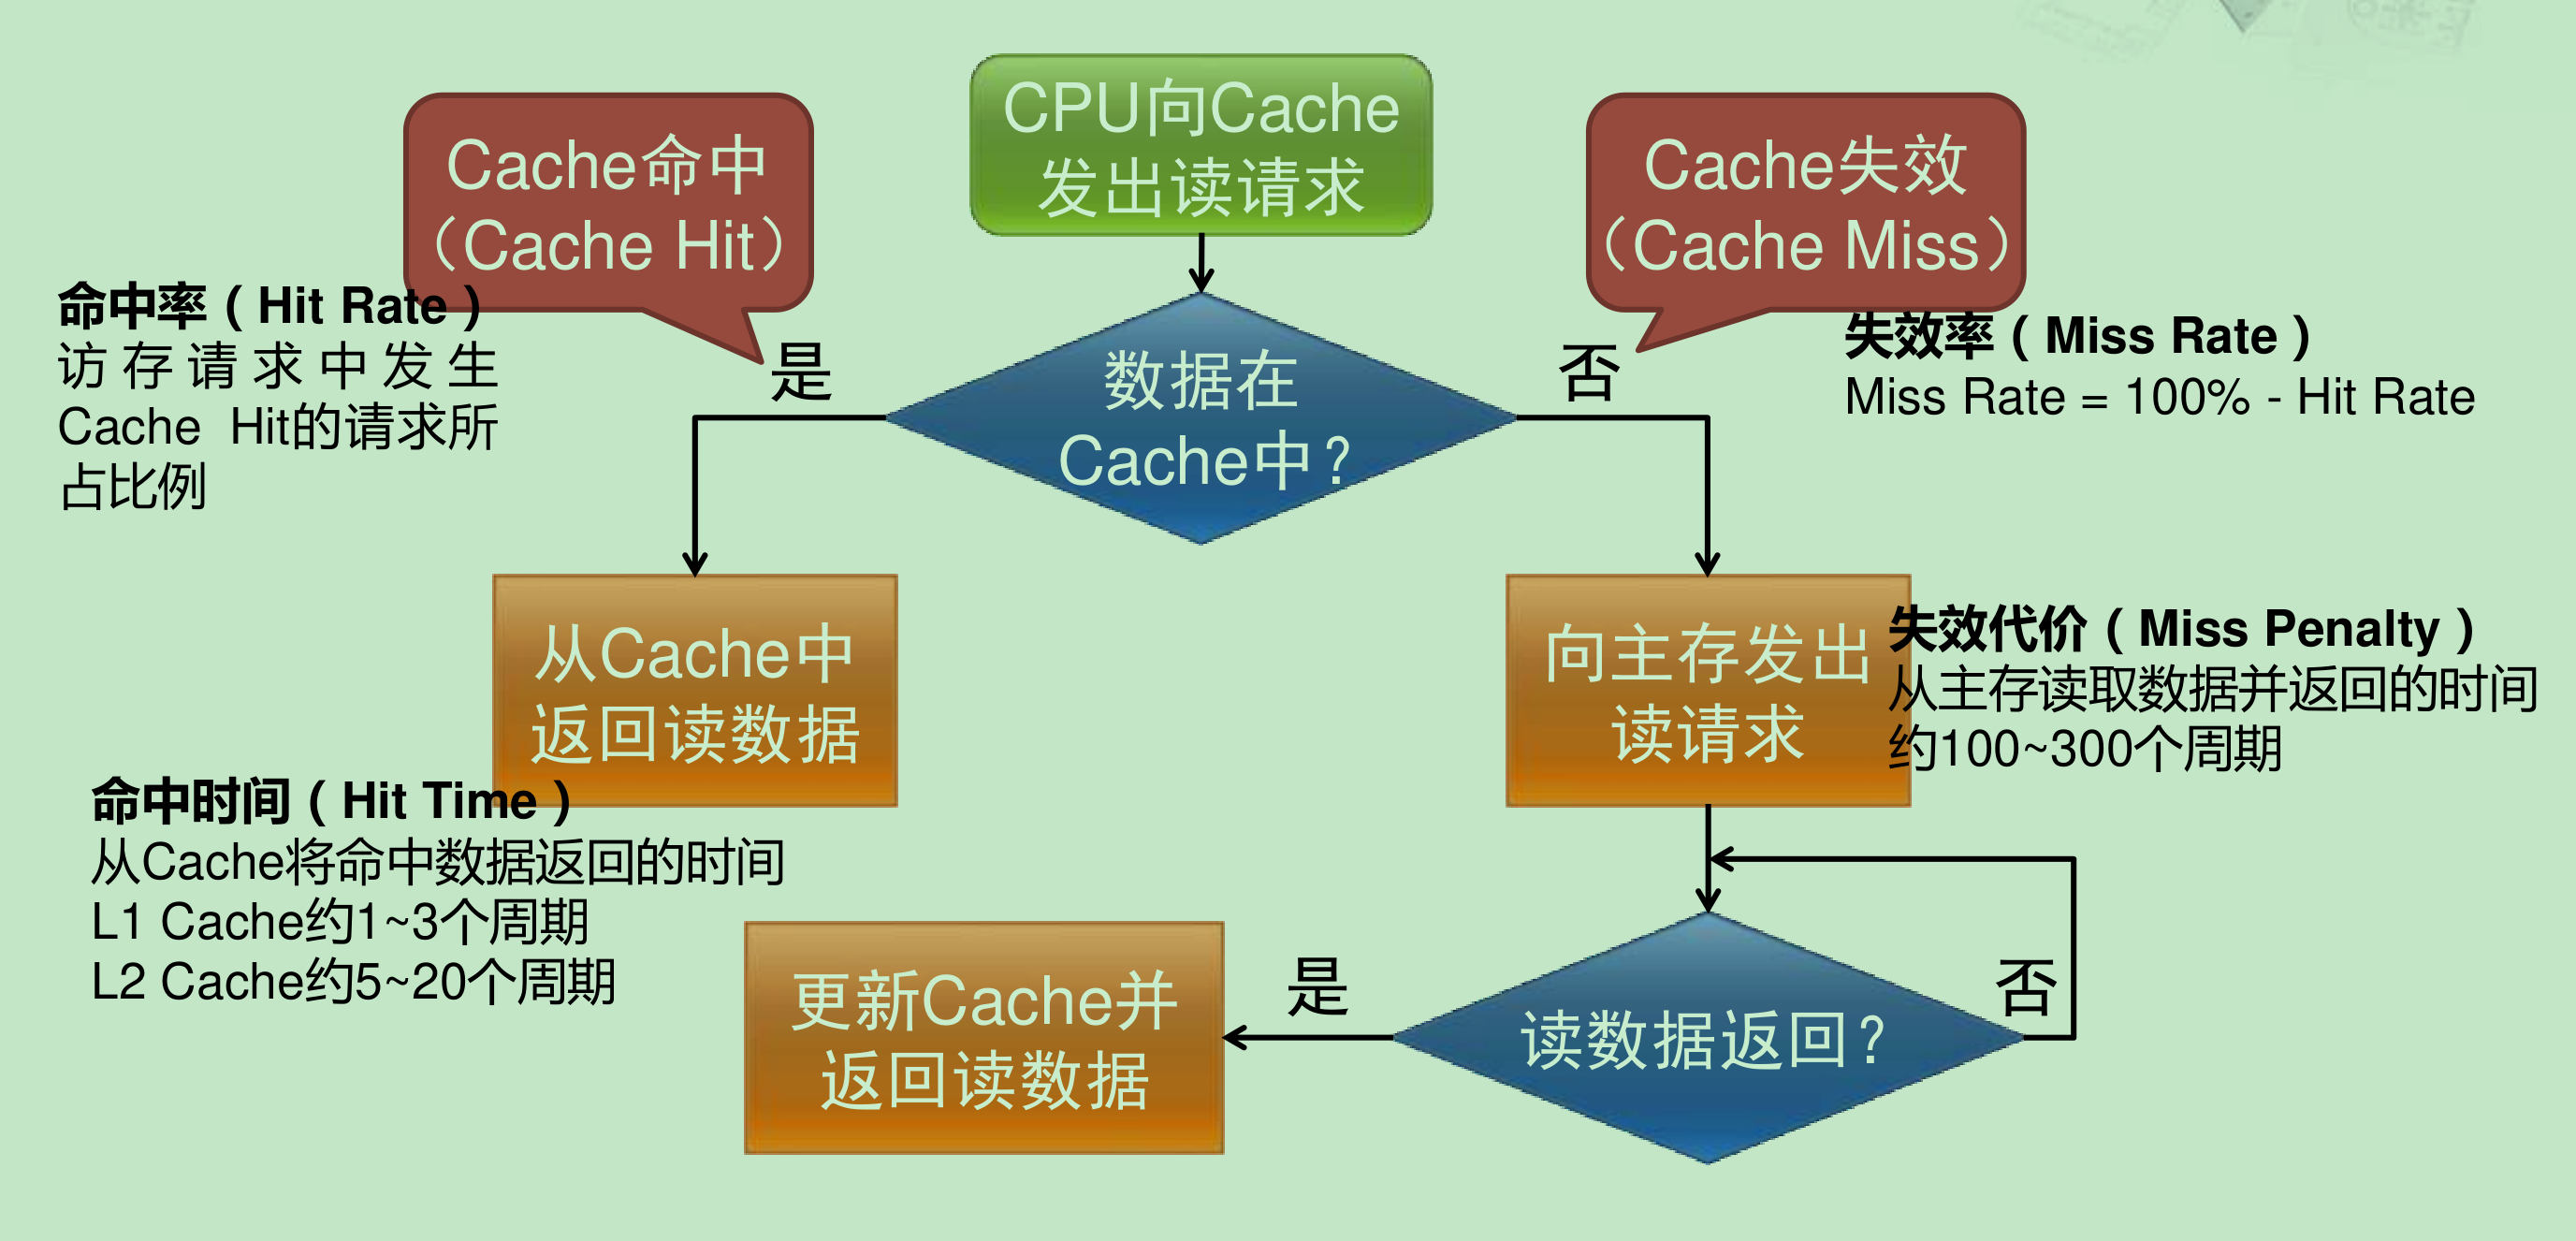 CPU向Cache
发出读请求
Cache命中
（Cache Hit）
Cache失效
（Cache Miss）
命中率（Hit Rate）
访存请求中发生
Cache Hit的请求所
占比例
是
数据在
Cache中?
否
失效率（Miss Rate）
Miss Rate = 100% - Hit Rate
从Cache中
返回读数据
向主存发出
读请求
失效代价（Miss Penalty）
从主存读取数据并返回的时间
约100~300个周期
命中时间（Hit Time）
从Cache将命中数据返回的时间
L1 Cache约1~3个周期
L2 Cache约5~20个周期
更新Cache并
返回读数据
是
读数据返回?
否